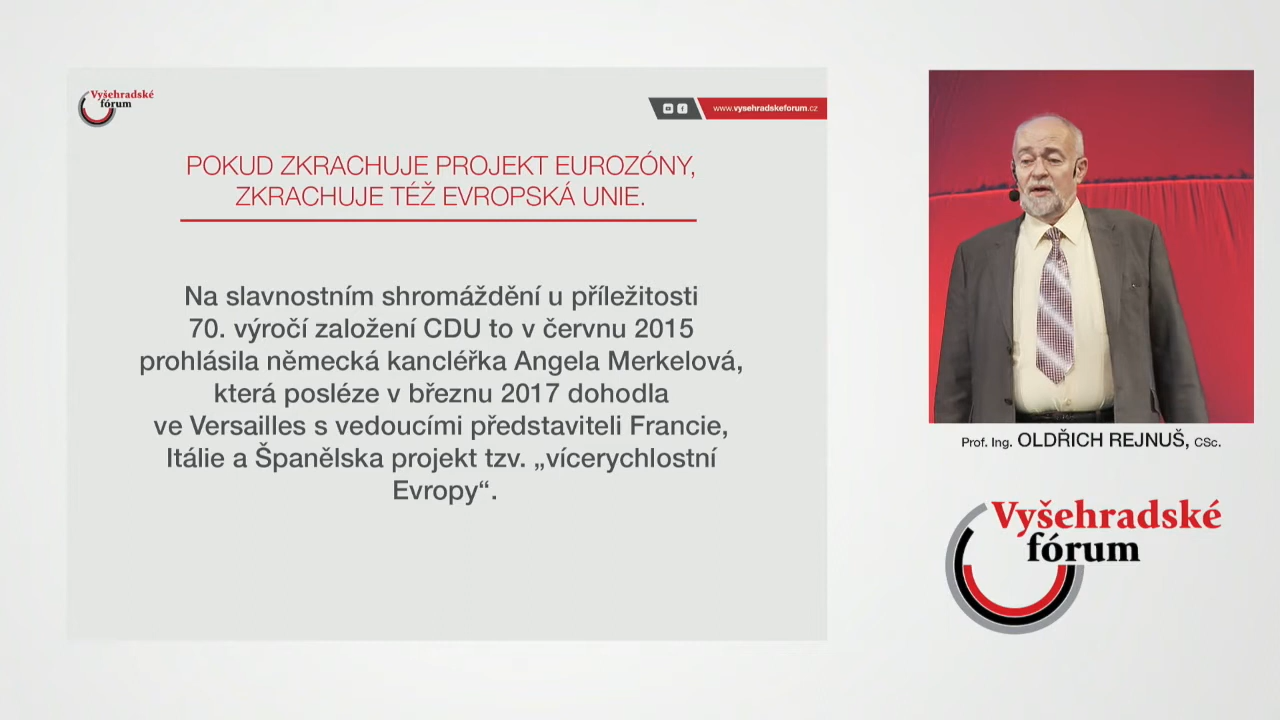 Vyšehradské
fórum
www.vysehradskeforum.cz
POKUD ZKRACHUJE PROJEKT EUROZÓNY,
ZKRACHUJE TÉŽ EVROPSKÁ UNIE.
Na slavnostním shromáždění u příležitosti
70. výročí založení CDU to v červnu 2015
prohlásila německá kancléřka Angela Merkelová,
která posléze v březnu 2017 dohodla
ve Versailles s vedoucími představiteli Francie,
Itálie a Španělska projekt tzv. „vícerychlostní
Evropy“.
Prof. Ing. OLDŘICH REJNUŠ, CSc.
Vyšehradské
fórum